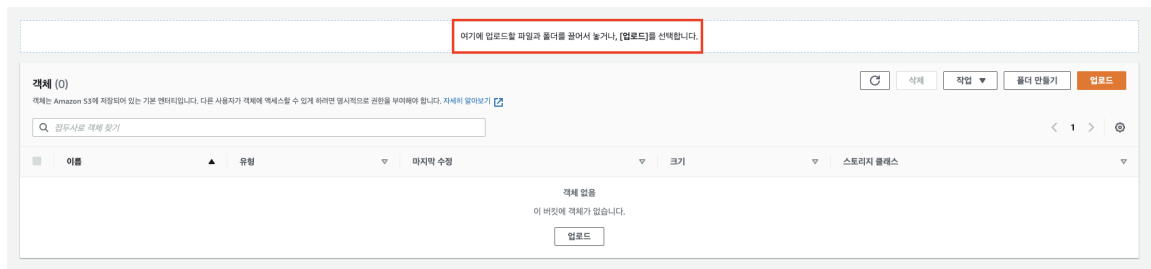 여기에 업로드할 파일과 폴더를 끌어서 놓거나, [업로드]를 선택합니다.
객체 (0)
삭제 작업 폴더 만들기 업로드
객체는 Amazon S3에 저장되어 있는 기본 엔터티입니다. 다른 사용자가 객체에 액세스할 수 있게 하려면 명시적으로 권한을 부여해야 합니다. 자세히 알아보기
접두사로 객체 찾기
1
이름 유형 마지막 수정 크기 스토리지 클래스
객체 없음
이 버킷에 객체가 없습니다.
업로드